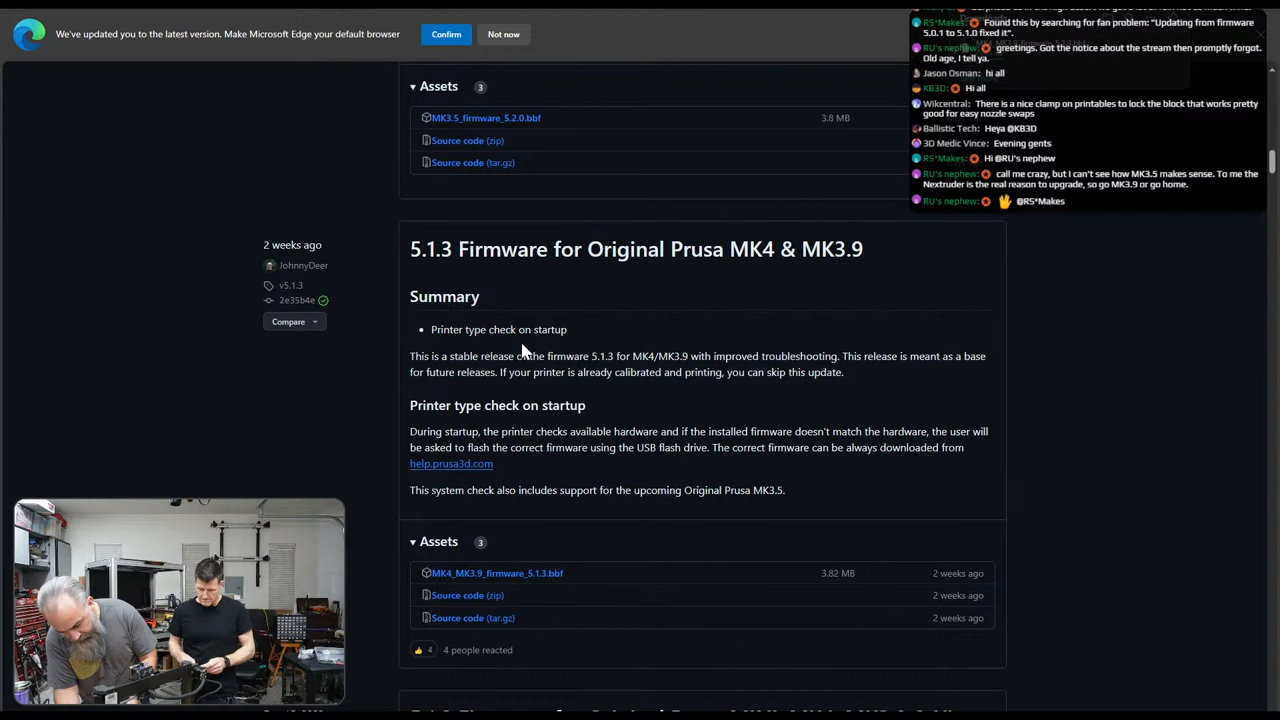 We've updated you to the latest version. Make Microsoft Edge your default browser
Confirm
Not now
RS*Makes: Found this by searching for fan problem: "Updating from firmware
5.0.1 to 5.1.0 fixed it".
RU's nephew: greetings. Got the notice about the stream then promptly forgot.
Old age, I tell ya.
Jason Osman: hi all
KB3D: Hi all
Wikcentral: There is a nice clamp on printables to lock the block that works pretty
good for easy nozzle swaps
Ballistic Tech: Heya @KB3D
3D Medic Vince: Evening gents
RS*Makes: Hi @RU's nephew
RU's nephew: call me crazy, but I can't see how MK3.5 makes sense. To me the
Nextruder is the real reason to upgrade, so go MK3.9 or go home.
RU's nephew: 🖖 @RS*Makes
Assets 3
MK3.5_firmware_5.2.0.bbf 3.8 MB
Source code (zip)
Source code (tar.gz)
2 weeks ago
JohnnyDeer
v5.1.3
2e35b4e
Compare
5.1.3 Firmware for Original Prusa MK4 & MK3.9
Summary
• Printer type check on startup
This is a stable release of the firmware 5.1.3 for MK4/MK3.9 with improved troubleshooting. This release is meant as a base
for future releases. If your printer is already calibrated and printing, you can skip this update.
Printer type check on startup
During startup, the printer checks available hardware and if the installed firmware doesn't match the hardware, the user will
be asked to flash the correct firmware using the USB flash drive. The correct firmware can be always downloaded from
help.prusa3d.com
This system check also includes support for the upcoming Original Prusa MK3.5.
Assets 3
MK4_MK3.9_firmware_5.1.3.bbf 3.82 MB 2 weeks ago
Source code (zip) 2 weeks ago
Source code (tar.gz) 2 weeks ago
👍 4 4 people reacted